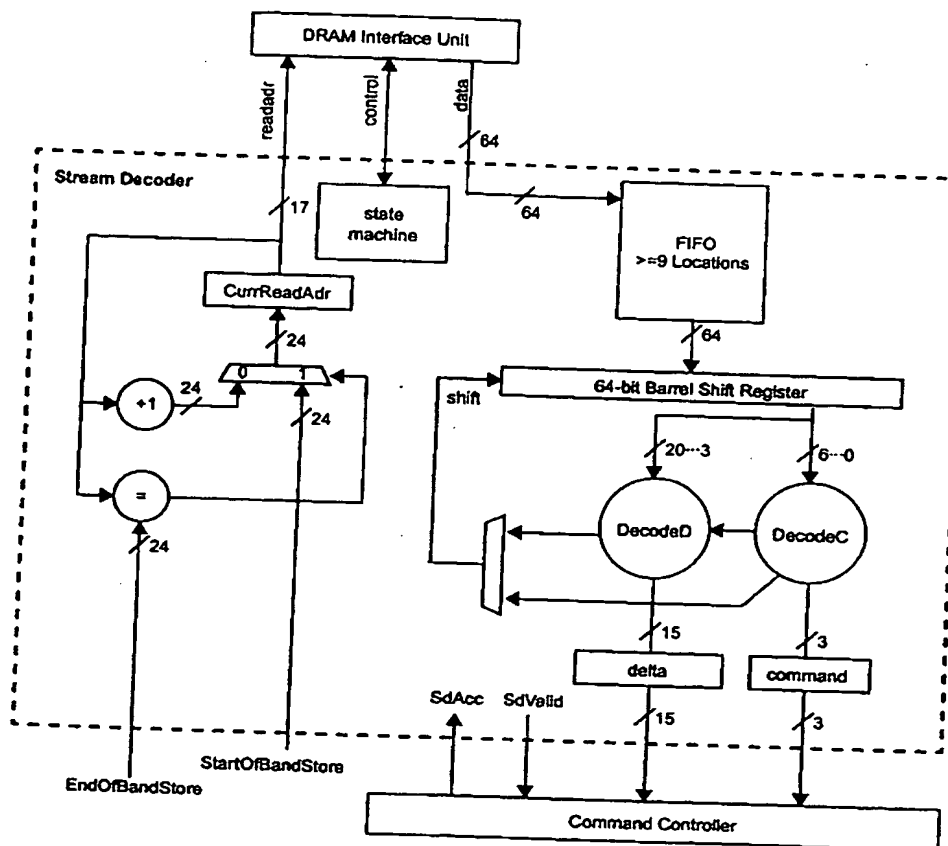 DRAM Interface Unit
readadr
control
data
64
Stream Decoder
17
state
machine
64
FIFO
>=9 Locations
CurrReadAdr
24
64
0 1
64-bit Barrel Shift Register
shift
+1
24
24
20···3
6···0
=
DecodeD
DecodeC
24
15
3
delta
command
SdAcc
SdValid
15
3
StartOfBandStore
EndOfBandStore
Command Controller